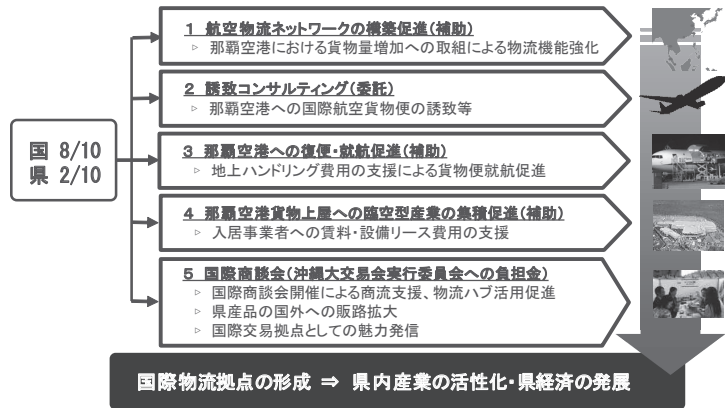 国 8/10
県 2/10
1 航空物流ネットワークの構築促進(補助)
▹ 那覇空港における貨物量増加への取組による物流機能強化
2 誘致コンサルティング(委託)
▹ 那覇空港への国際航空貨物便の誘致等
3 那覇空港への復便・就航促進(補助)
▹ 地上ハンドリング費用の支援による貨物便就航促進
4 那覇空港貨物上屋への臨空型産業の集積促進(補助)
▹ 入居事業者への賃料・設備リース費用の支援
5 国際商談会(沖縄大交易会実行委員会への負担金)
▹ 国際商談会開催による商流支援、物流ハブ活用促進
▹ 県産品の国外への販路拡大
▹ 国際交易拠点としての魅力発信
国際物流拠点の形成 ⇒ 県内産業の活性化・県経済の発展